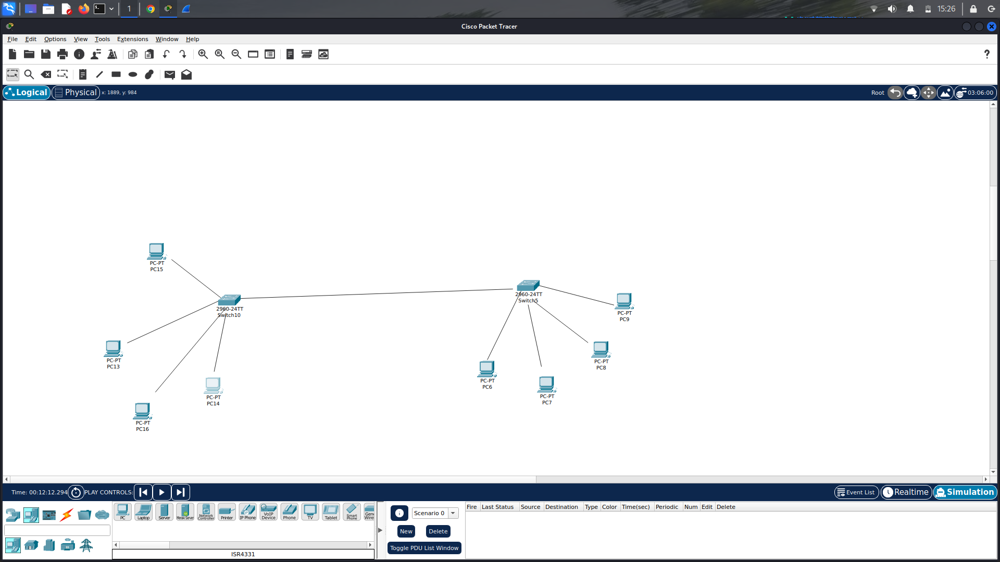 1
15:26
Cisco Packet Tracer
File Edit Options View Tools Extensions Window Help
Logical Physical x: 1889, y: 984
Root 03:06:00
PC-PT
PC15
2960-24TT
Switch10
2960-24TT
Switch5
PC-PT
PC9
PC-PT
PC13
PC-PT
PC8
PC-PT
PC6
PC-PT
PC7
PC-PT
PC14
PC-PT
PC16
Time: 00:12:12.294 PLAY CONTROLS:
Event List Realtime Simulation
PC Laptop Server Meraki Server Network Controller Printer IP Phone VoIP Device Phone TV Tablet Smart Phone
ISR4331
Scenario 0
New Delete
Toggle PDU List Window
Fire Last Status Source Destination Type Color Time(sec) Periodic Num Edit Delete